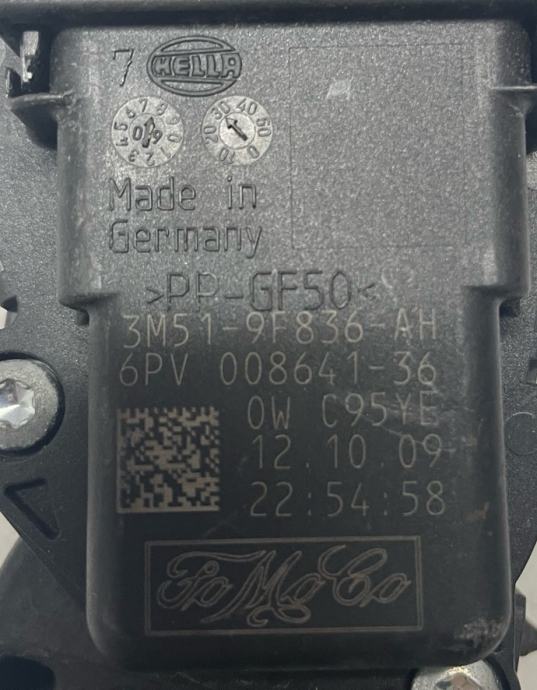 7 HELLA
Made in
Germany
>PP-GF50<
3M51-9F836-AH
6PV 008641-36
0W C95YE
12.10.09
22:54:58
FoMoCo